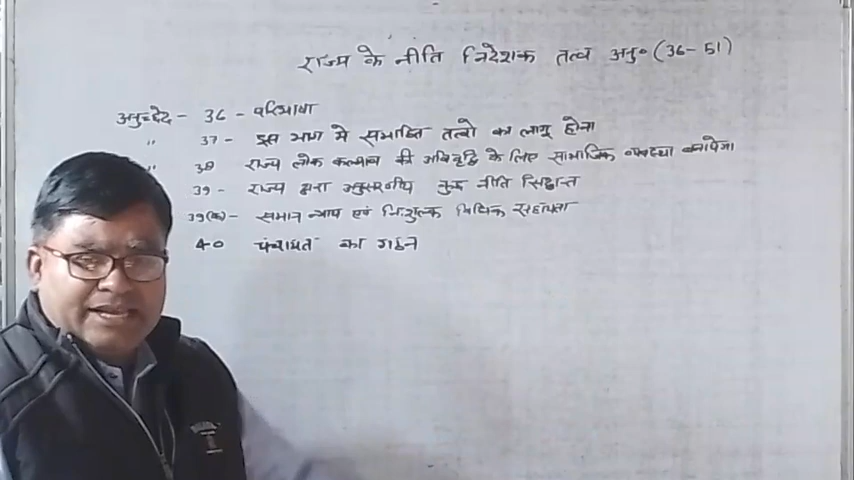 राज्य के नीति निदेशक तत्व अनु० (36-51)
अनुच्छेद - 36 - परिभाषा
" 37 - इस भाग मे समाहित तत्वो का लागू होना
" 38 राज्य लोक कल्याण की अभिवृद्धि के लिए सामाजिक व्यवस्था बनायेगा
39 - राज्य द्वारा अनुसरणीय कुछ नीति सिद्धान्त
39(क) - समान न्याय एवं निःशुल्क विधिक सहायता
40 पंचायत का गठन